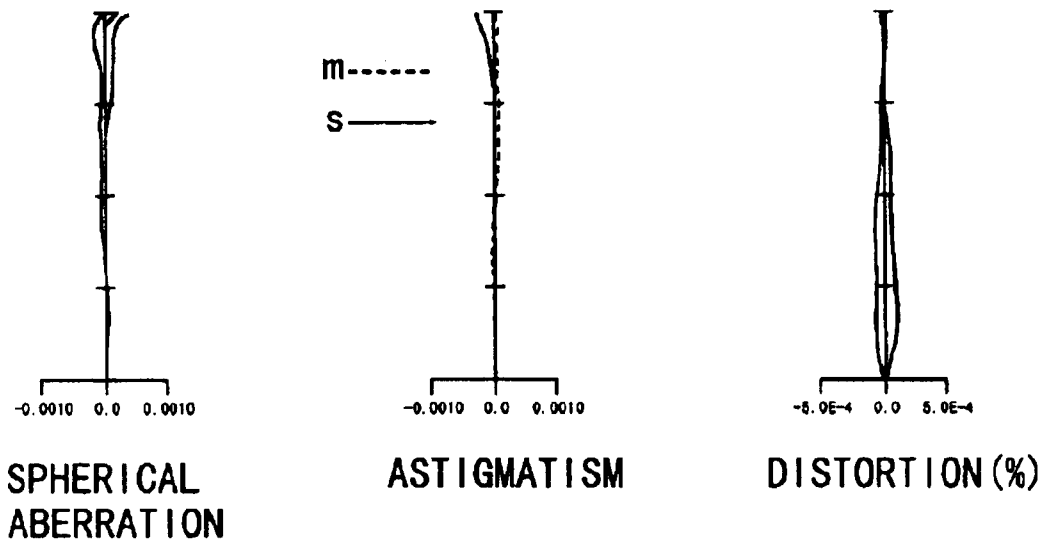 m
s
-0.0010 0.0 0.0010
-0.0010 0.0 0.0010
-5.0E-4 0.0 5.0E-4
SPHERICAL
ABERRATION
ASTIGMATISM
DISTORTION(%)